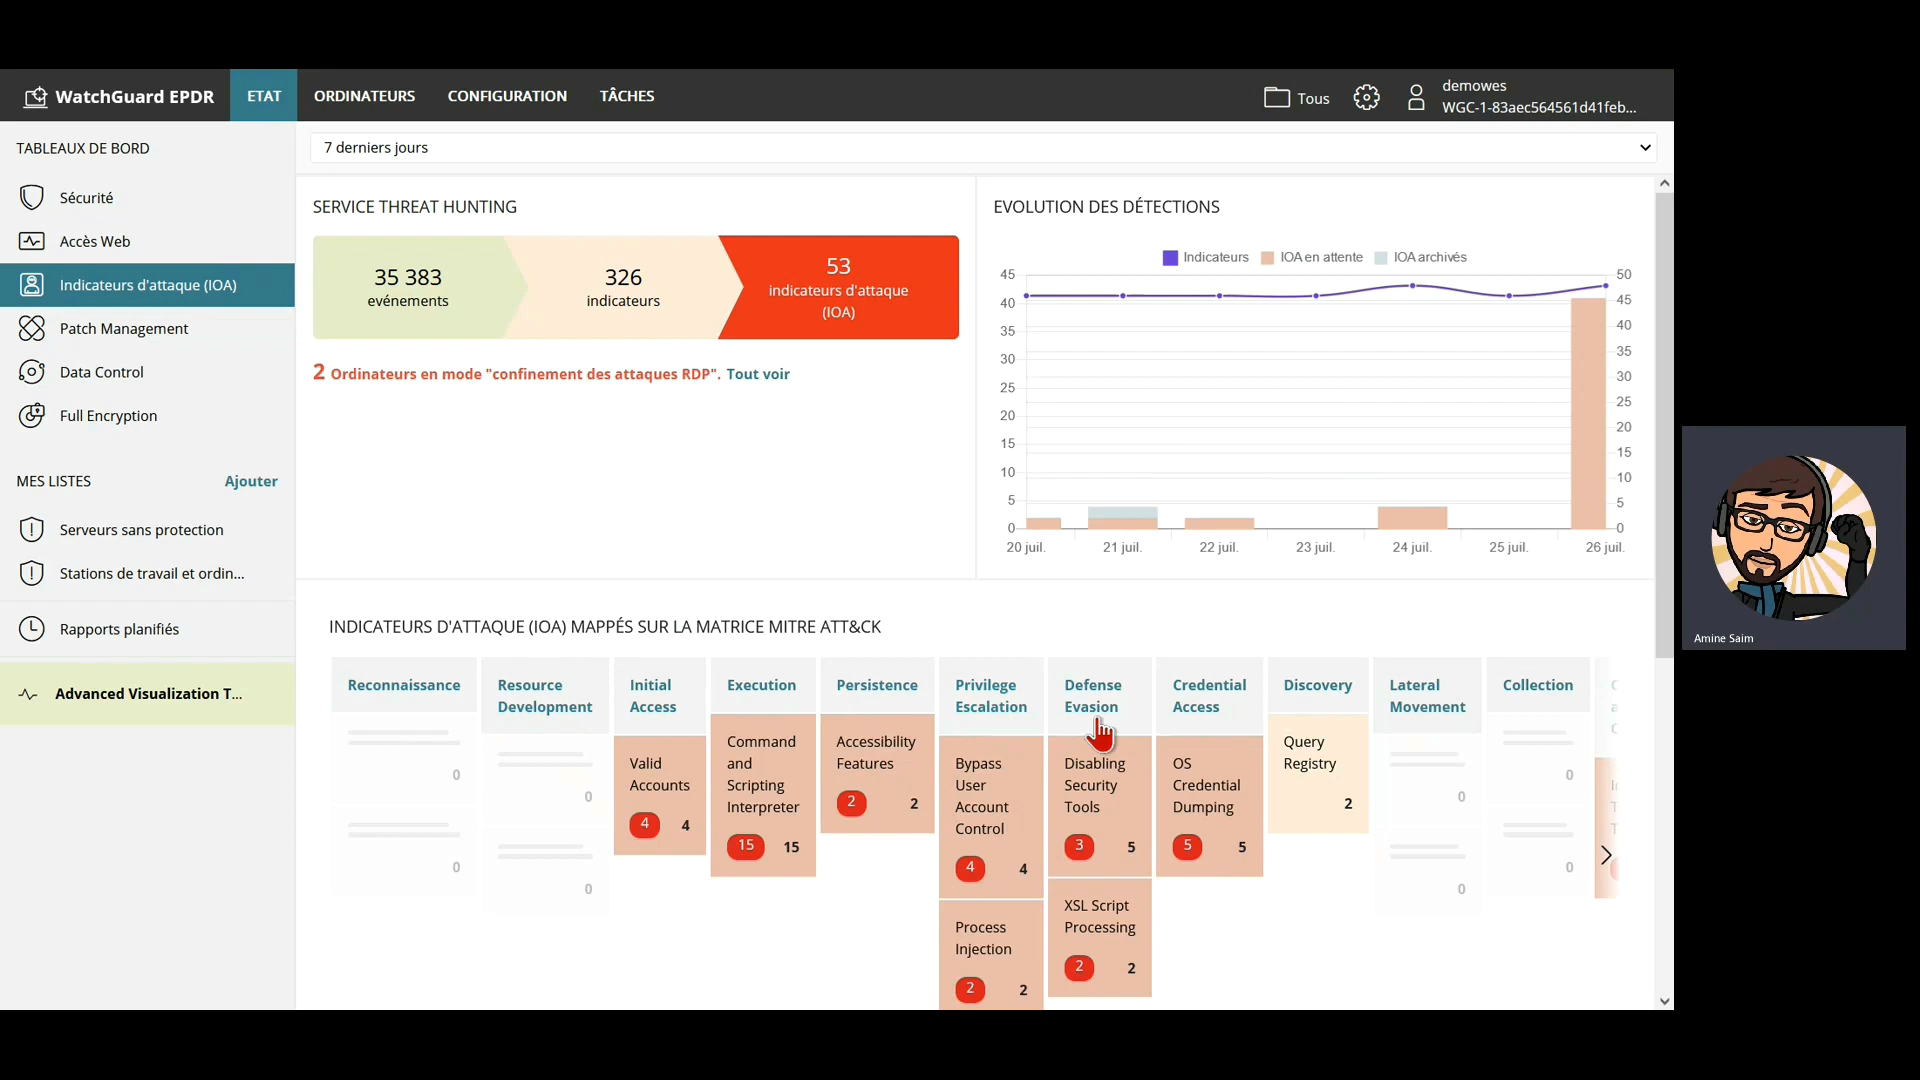 WatchGuard EPDR
ETAT
ORDINATEURS
CONFIGURATION
TÂCHES
Tous
demowes
WGC-1-83aec564561d41feb...
TABLEAUX DE BORD
Sécurité
Accès Web
Indicateurs d'attaque (IOA)
Patch Management
Data Control
Full Encryption
MES LISTES
Ajouter
Serveurs sans protection
Stations de travail et ordin...
Rapports planifiés
Advanced Visualization T...
7 derniers jours
SERVICE THREAT HUNTING
35 383
evénements
326
indicateurs
53
indicateurs d'attaque
(IOA)
2 Ordinateurs en mode "confinement des attaques RDP". Tout voir
EVOLUTION DES DÉTECTIONS
Indicateurs
IOA en attente
IOA archivés
45
40
35
30
25
20
15
10
5
0
50
45
40
35
30
25
20
15
10
5
0
20 juil.
21 juil.
22 juil.
23 juil.
24 juil.
25 juil.
26 juil.
INDICATEURS D'ATTAQUE (IOA) MAPPÉS SUR LA MATRICE MITRE ATT&CK
Reconnaissance
0
0
Resource
Development
0
0
Initial
Access
Valid
Accounts
4 4
Execution
Command
and
Scripting
Interpreter
15 15
Persistence
Accessibility
Features
2 2
Privilege
Escalation
Bypass
User
Account
Control
4 4
Process
Injection
2 2
Defense
Evasion
Disabling
Security
Tools
3 5
XSL Script
Processing
2 2
Credential
Access
OS
Credential
Dumping
5 5
Discovery
Query
Registry
2
Lateral
Movement
0
0
Collection
0
0
Amine Saim